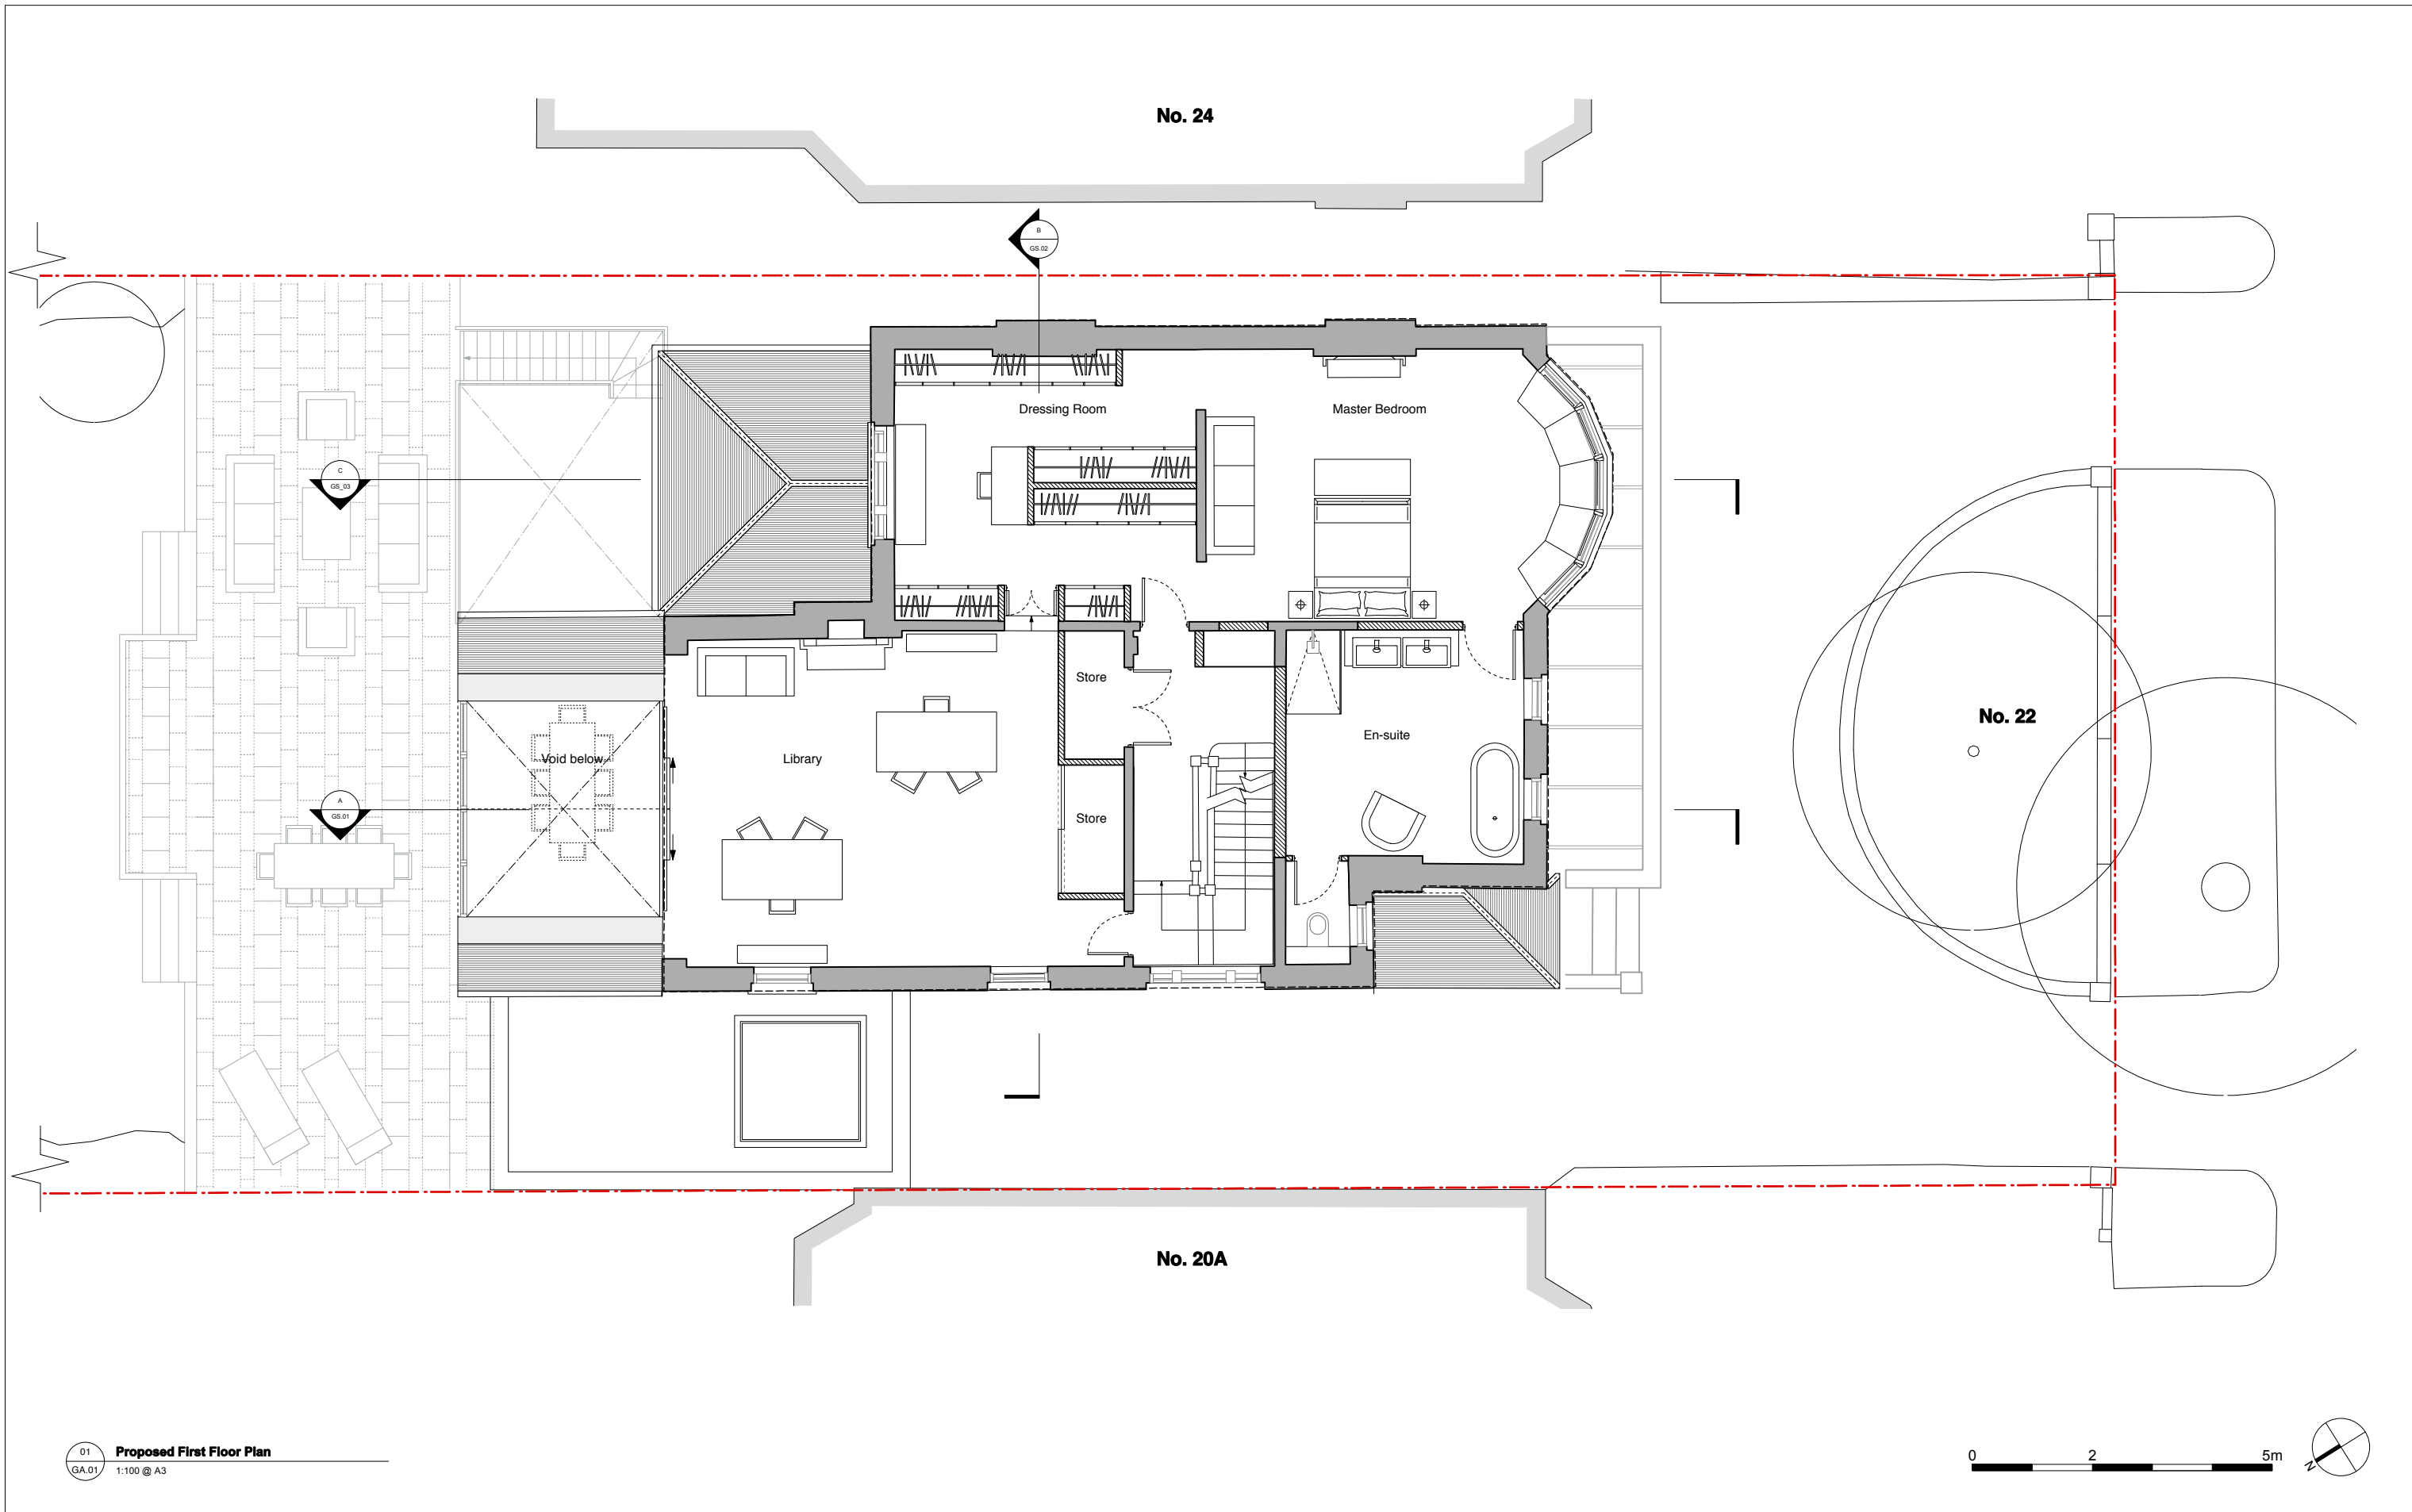 No. 24
B
GS.02
Dressing Room
Master Bedroom
C
GS_03
Store
No. 22
En-suite
Void below
Library
A
GS.01
Store
No. 20A
01
GA.01
Proposed First Floor Plan
1:100 @ A3
0 2 5m
N